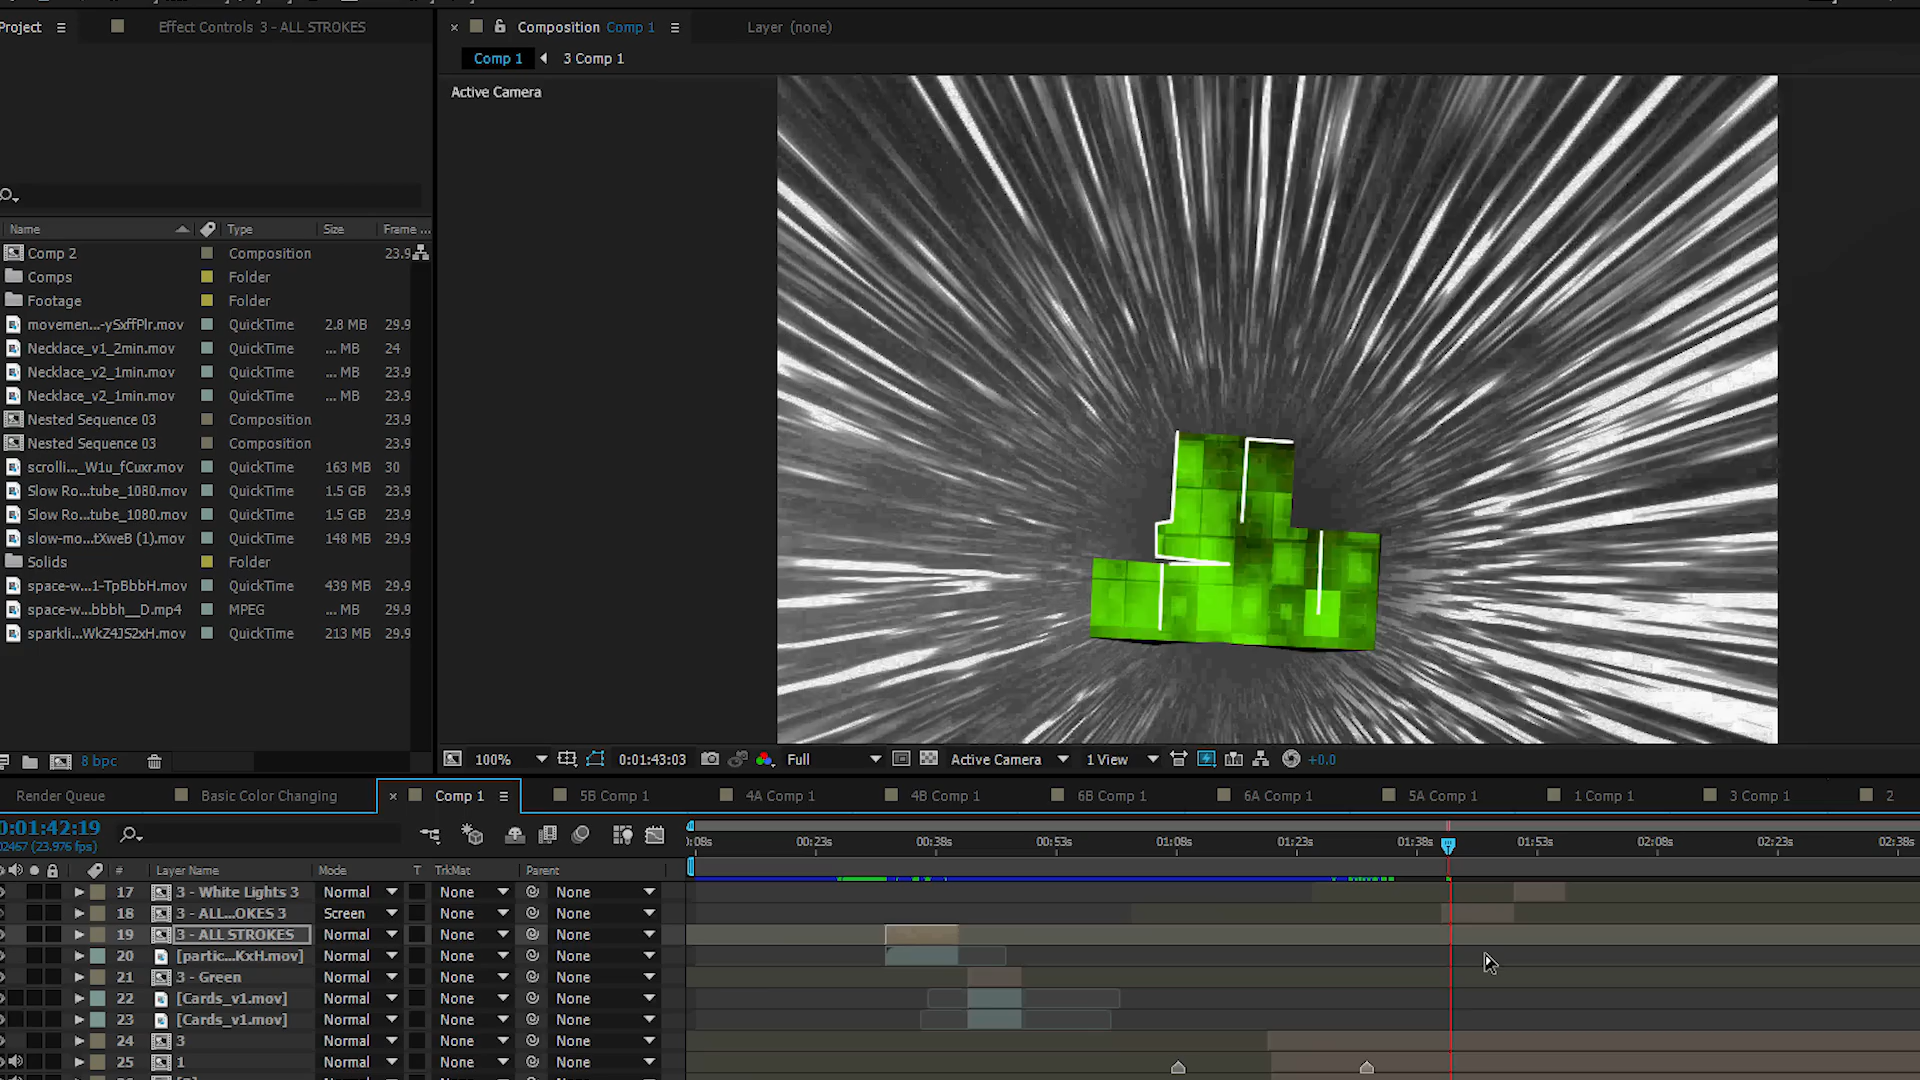 Project Effect Controls 3 - ALL STROKES × Composition Comp 1 Layer (none)
Comp 1 3 Comp 1
Active Camera
Name Type Size Frame ...
Comp 2 Composition 23.9
Comps Folder
Footage Folder
movemen...-ySxffPlr.mov QuickTime 2.8 MB 29.9
Necklace_v1_2min.mov QuickTime ... MB 24
Necklace_v2_1min.mov QuickTime ... MB 23.9
Necklace_v2_1min.mov QuickTime ... MB 23.9
Nested Sequence 03 Composition 23.9
Nested Sequence 03 Composition 23.9
scrolli..._W1u_fCuxr.mov QuickTime 163 MB 30
Slow Ro...tube_1080.mov QuickTime 1.5 GB 23.9
Slow Ro...tube_1080.mov QuickTime 1.5 GB 23.9
slow-mo...tXweB (1).mov QuickTime 148 MB 29.9
Solids Folder
space-w...1-TpBbbH.mov QuickTime 439 MB 29.9
space-w...bbbh__D.mp4 MPEG ... MB 29.9
sparkli...WkZ4JS2xH.mov QuickTime 213 MB 29.9
8 bpc 100% 0:01:43:03 Full Active Camera 1 View +0.0
Render Queue Basic Color Changing × Comp 1 5B Comp 1 4A Comp 1 4B Comp 1 6B Comp 1 6A Comp 1 5A Comp 1 1 Comp 1 3 Comp 1 2
0:01:42:19
02467 (23.976 fps)
:08s 00:23s 00:38s 00:53s 01:08s 01:23s 01:38s 01:53s 02:08s 02:23s 02:38s
# Layer Name Mode T TrkMat Parent
17 3 - White Lights 3 Normal None None
18 3 - ALL...OKES 3 Screen None None
19 3 - ALL STROKES Normal None None
20 [partic...KxH.mov] Normal None None
21 3 - Green Normal None None
22 [Cards_v1.mov] Normal None None
23 [Cards_v1.mov] Normal None None
24 3 Normal None None
25 1 Normal None None